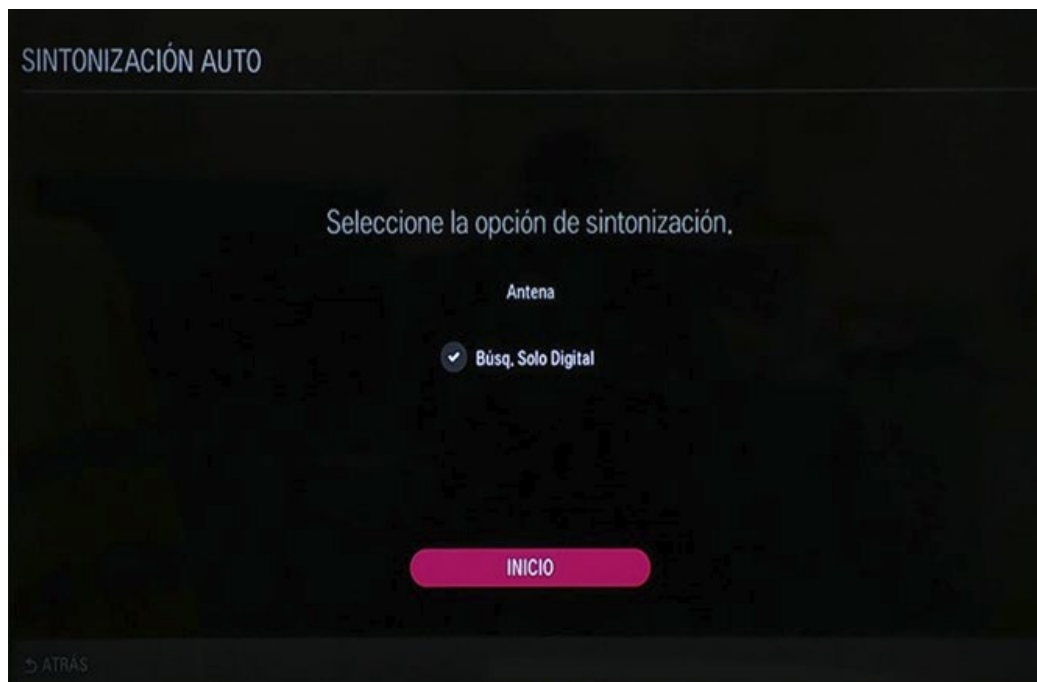 SINTONIZACIÓN AUTO
Seleccione la opción de sintonización.
Antena
Búsq. Solo Digital
INICIO
ATRÁS